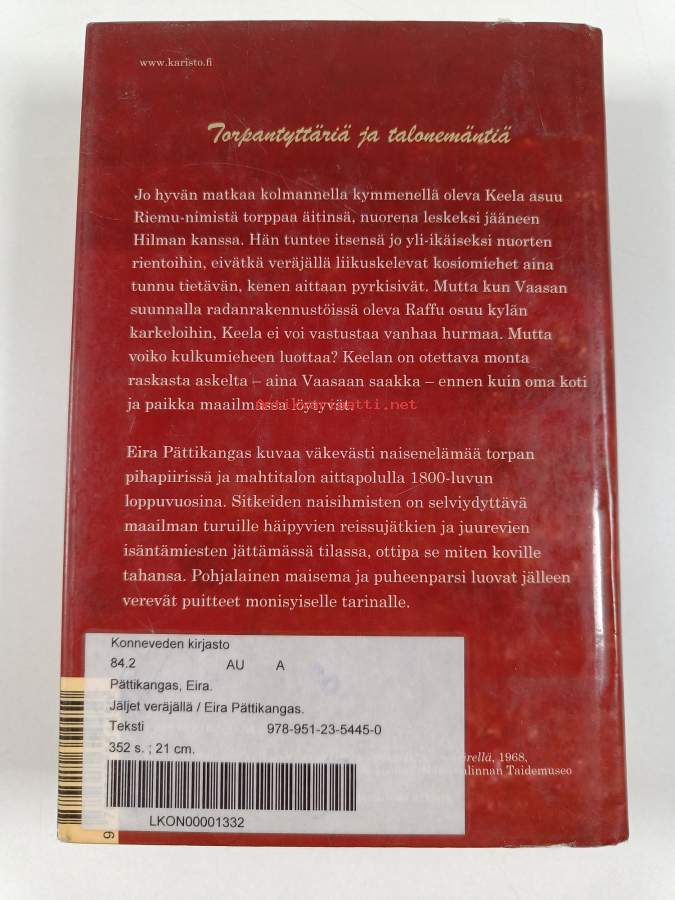 www.karisto.fi
Torpantyttäriä ja talonemäntiä
Jo hyvän matkaa kolmannella kymmenellä oleva Keela asuu
Riemu-nimistä torppaa äitinsä, nuorena leskeksi jääneen
Hilman kanssa. Hän tuntee itsensä jo yli-ikäiseksi nuorten
rientoihin, eivätkä veräjällä liikuskelevat kosiomiehet aina
tunnu tietävän, kenen aittaan pyrkisivät. Mutta kun Vaasan
suunnalla radanrakennustöissä oleva Raffu osuu kylän
karkeloihin, Keela ei voi vastustaa vanhaa hurmaa. Mutta
voiko kulkumieheen luottaa? Keelan on otettava monta
raskasta askelta – aina Vaasaan saakka – ennen kuin oma koti
ja paikka maailmassa löytyvät.
Eira Pättikangas kuvaa väkevästi naisenelämää torpan
pihapiirissä ja mahtitalon aittapolulla 1800-luvun
loppuvuosina. Sitkeiden naisihmisten on selviydyttävä
maailman turuille häipyvien reissujätkien ja juurevien
isäntämiesten jättämässä tilassa, ottipa se miten koville
tahansa. Pohjalainen maisema ja puheenparsi luovat jälleen
verevät puitteet monisyiselle tarinalle.
Konneveden kirjasto
84.2 AU A
Pättikangas, Eira.
Jäljet veräjällä / Eira Pättikangas.
Teksti 978-951-23-5445-0
352 s. ; 21 cm.
1968,
Taidemuseo
LKON00001332
9